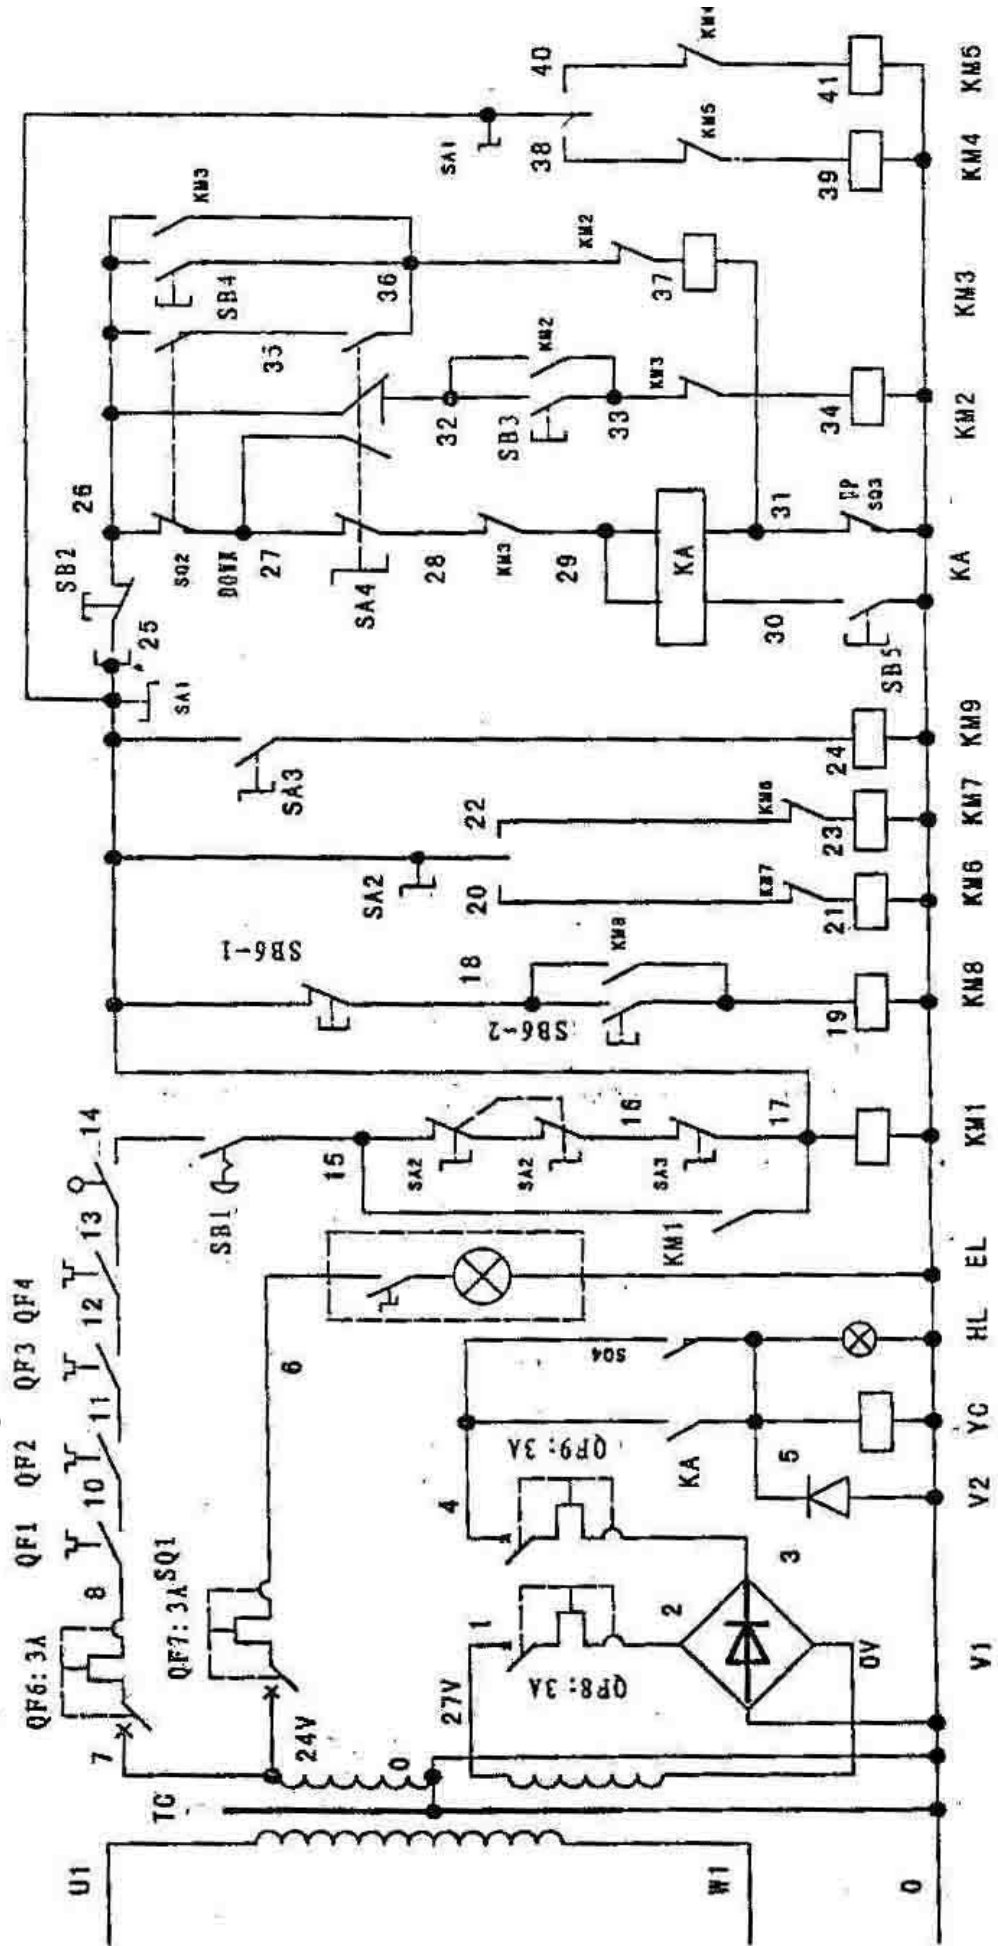 U1
W1
0
TC
7
24V
0
27V
QF6:3A
8
QF1
QF2
QF3
QF4
10
11
12
13
14
QF7:3A
SQ1
6
1
QF8:3A
2
3
0V
4
QF9:3A
KA
5
SQ4
V1
V2
YC
HL
EL
KM1
SB1
15
KM1
SA2
SA2
16
SA3
17
KM1
SB6-1
18
SB6-2
KM8
19
KM8
SA2
20
22
KM7
KM6
21
23
KM6
KM7
SA3
24
KM9
SA1
25
SB2
26
SQ2
DOWN
27
SA4
28
KM3
29
KA
30
31
SB5
UP
SQ3
KA
32
SB3
KM2
33
KM3
34
KM2
35
SB4
KM3
36
KM2
37
KM3
SA1
38
40
KM5
KM4
39
41
KM4
KM5